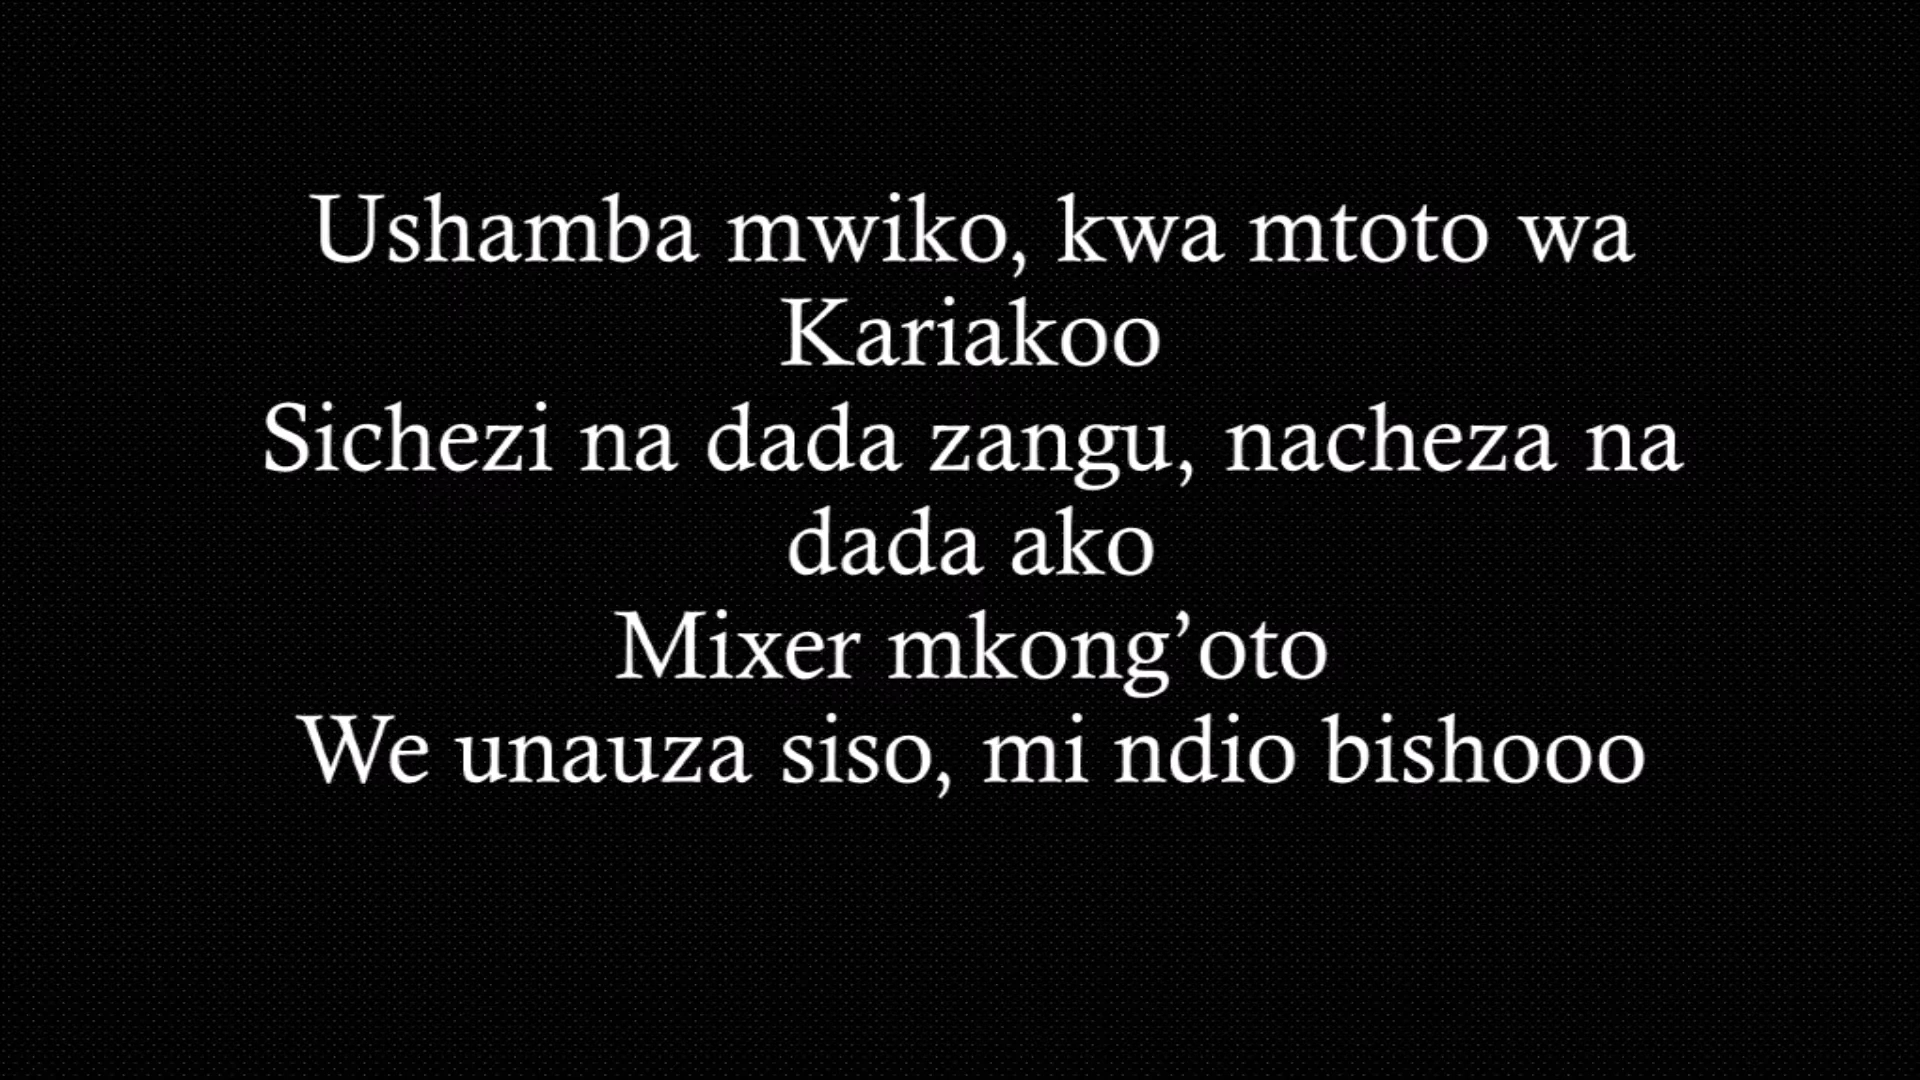 Ushamba mwiko, kwa mtoto wa
Kariakoo
Sichezi na dada zangu, nacheza na
dada ako
Mixer mkong’oto
We unauza siso, mi ndio bishooo